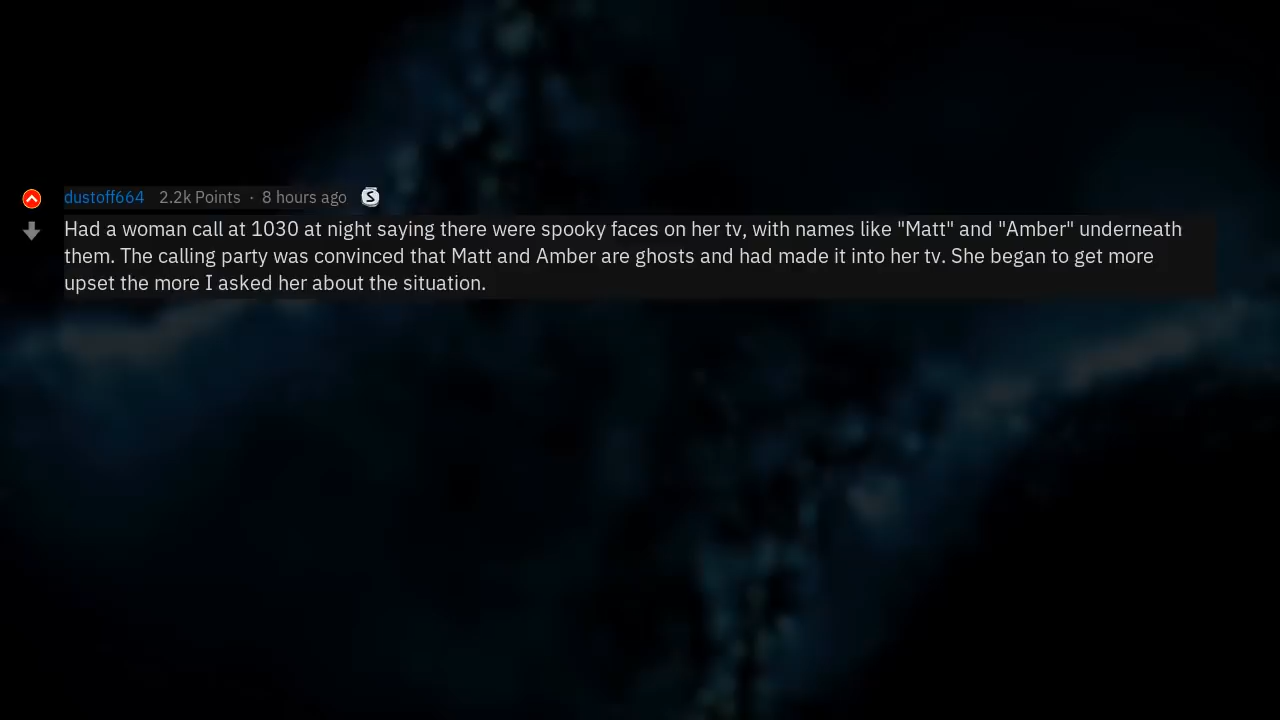 dustoff664 2.2k Points · 8 hours ago S
Had a woman call at 1030 at night saying there were spooky faces on her tv, with names like "Matt" and "Amber" underneath
them. The calling party was convinced that Matt and Amber are ghosts and had made it into her tv. She began to get more
upset the more I asked her about the situation.